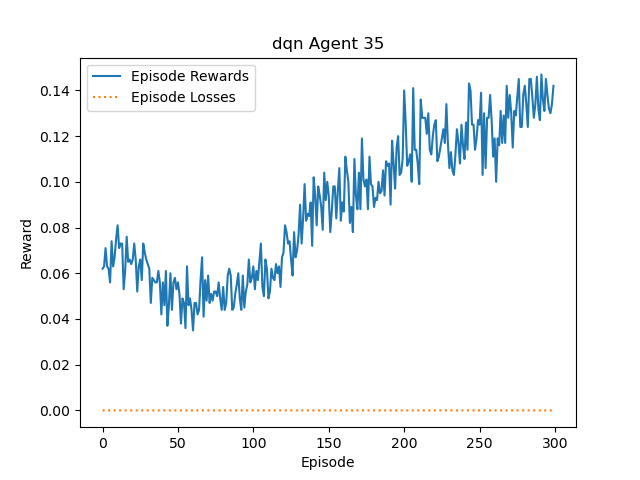 dqn Agent 35
Episode Rewards
Episode Losses
Reward
0.14
0.12
0.10
0.08
0.06
0.04
0.02
0.00
0 50 100 150 200 250 300
Episode